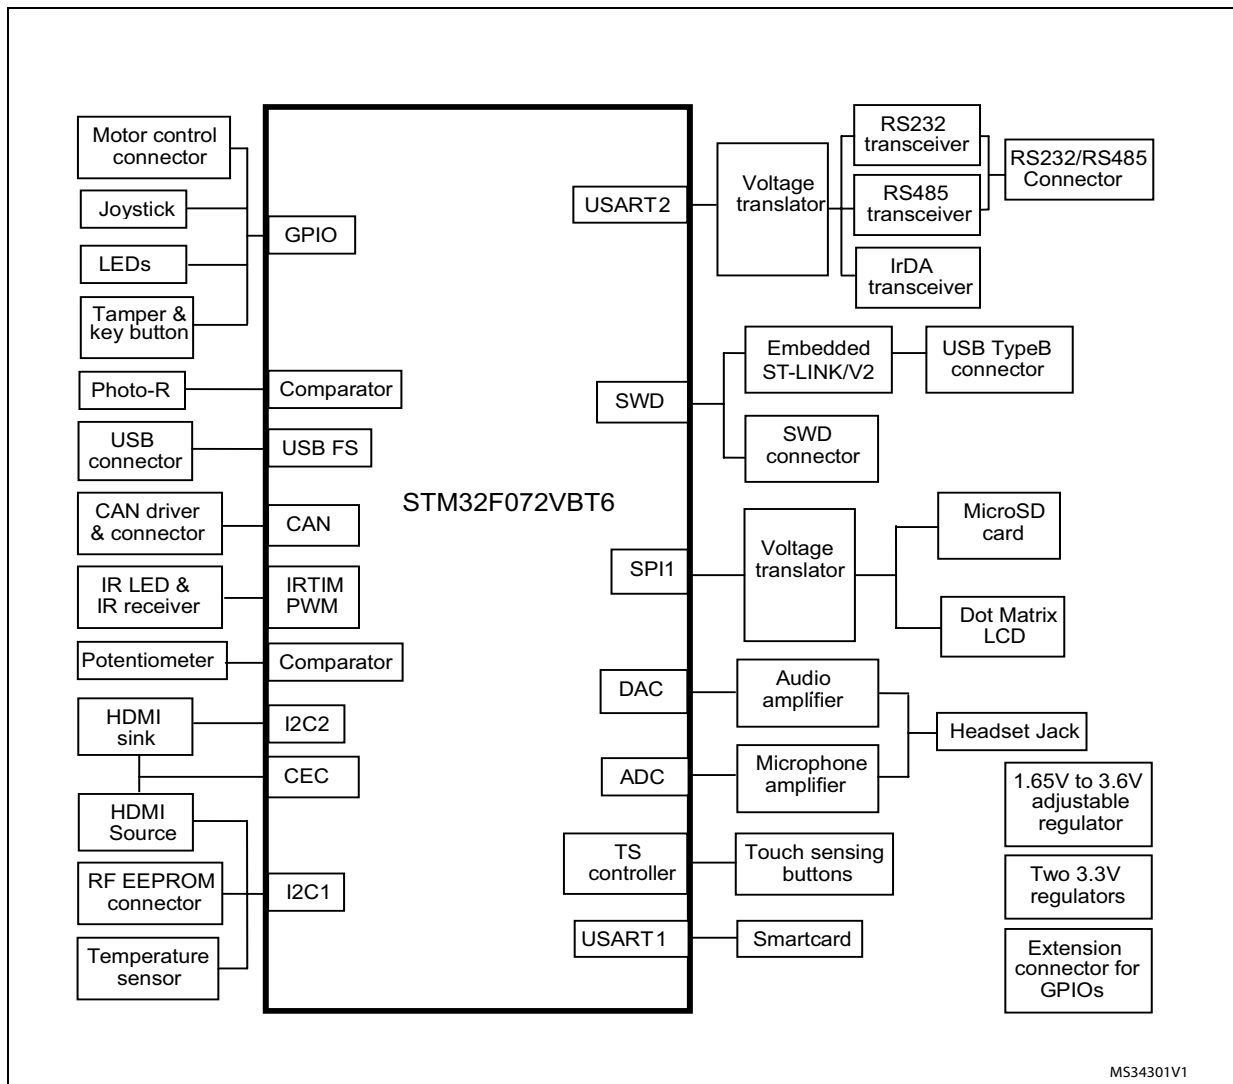 Motor control
connector
Joystick
LEDs
Tamper &
key button
Photo-R
USB
connector
CAN driver
& connector
IR LED &
IR receiver
Potentiometer
HDMI
sink
HDMI
Source
RF EEPROM
connector
Temperature
sensor
GPIO
Comparator
USB FS
CAN
IRTIM
PWM
Comparator
I2C2
CEC
I2C1
STM32F072VBT6
USART2
SWD
SPI1
DAC
ADC
TS
controller
USART1
Voltage
translator
RS232
transceiver
RS485
transceiver
IrDA
transceiver
RS232/RS485
Connector
Embedded
ST-LINK/V2
USB TypeB
connector
SWD
connector
Voltage
translator
MicroSD
card
Dot Matrix
LCD
Audio
amplifier
Microphone
amplifier
Headset Jack
Touch sensing
buttons
Smartcard
1.65V to 3.6V
adjustable
regulator
Two 3.3V
regulators
Extension
connector for
GPIOs
MS34301V1